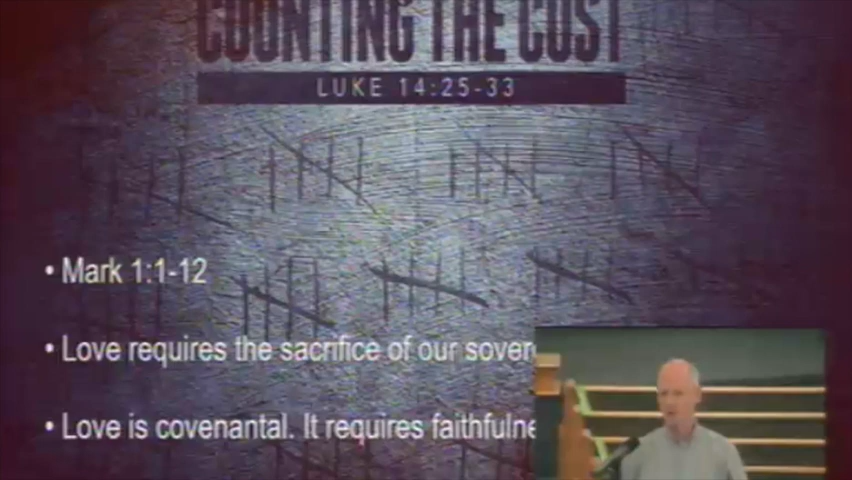 COUNTING THE COST
LUKE 14:25-33
• Mark 1:1-12
• Love requires the sacrifice of our sover
• Love is covenantal. It requires faithfulne